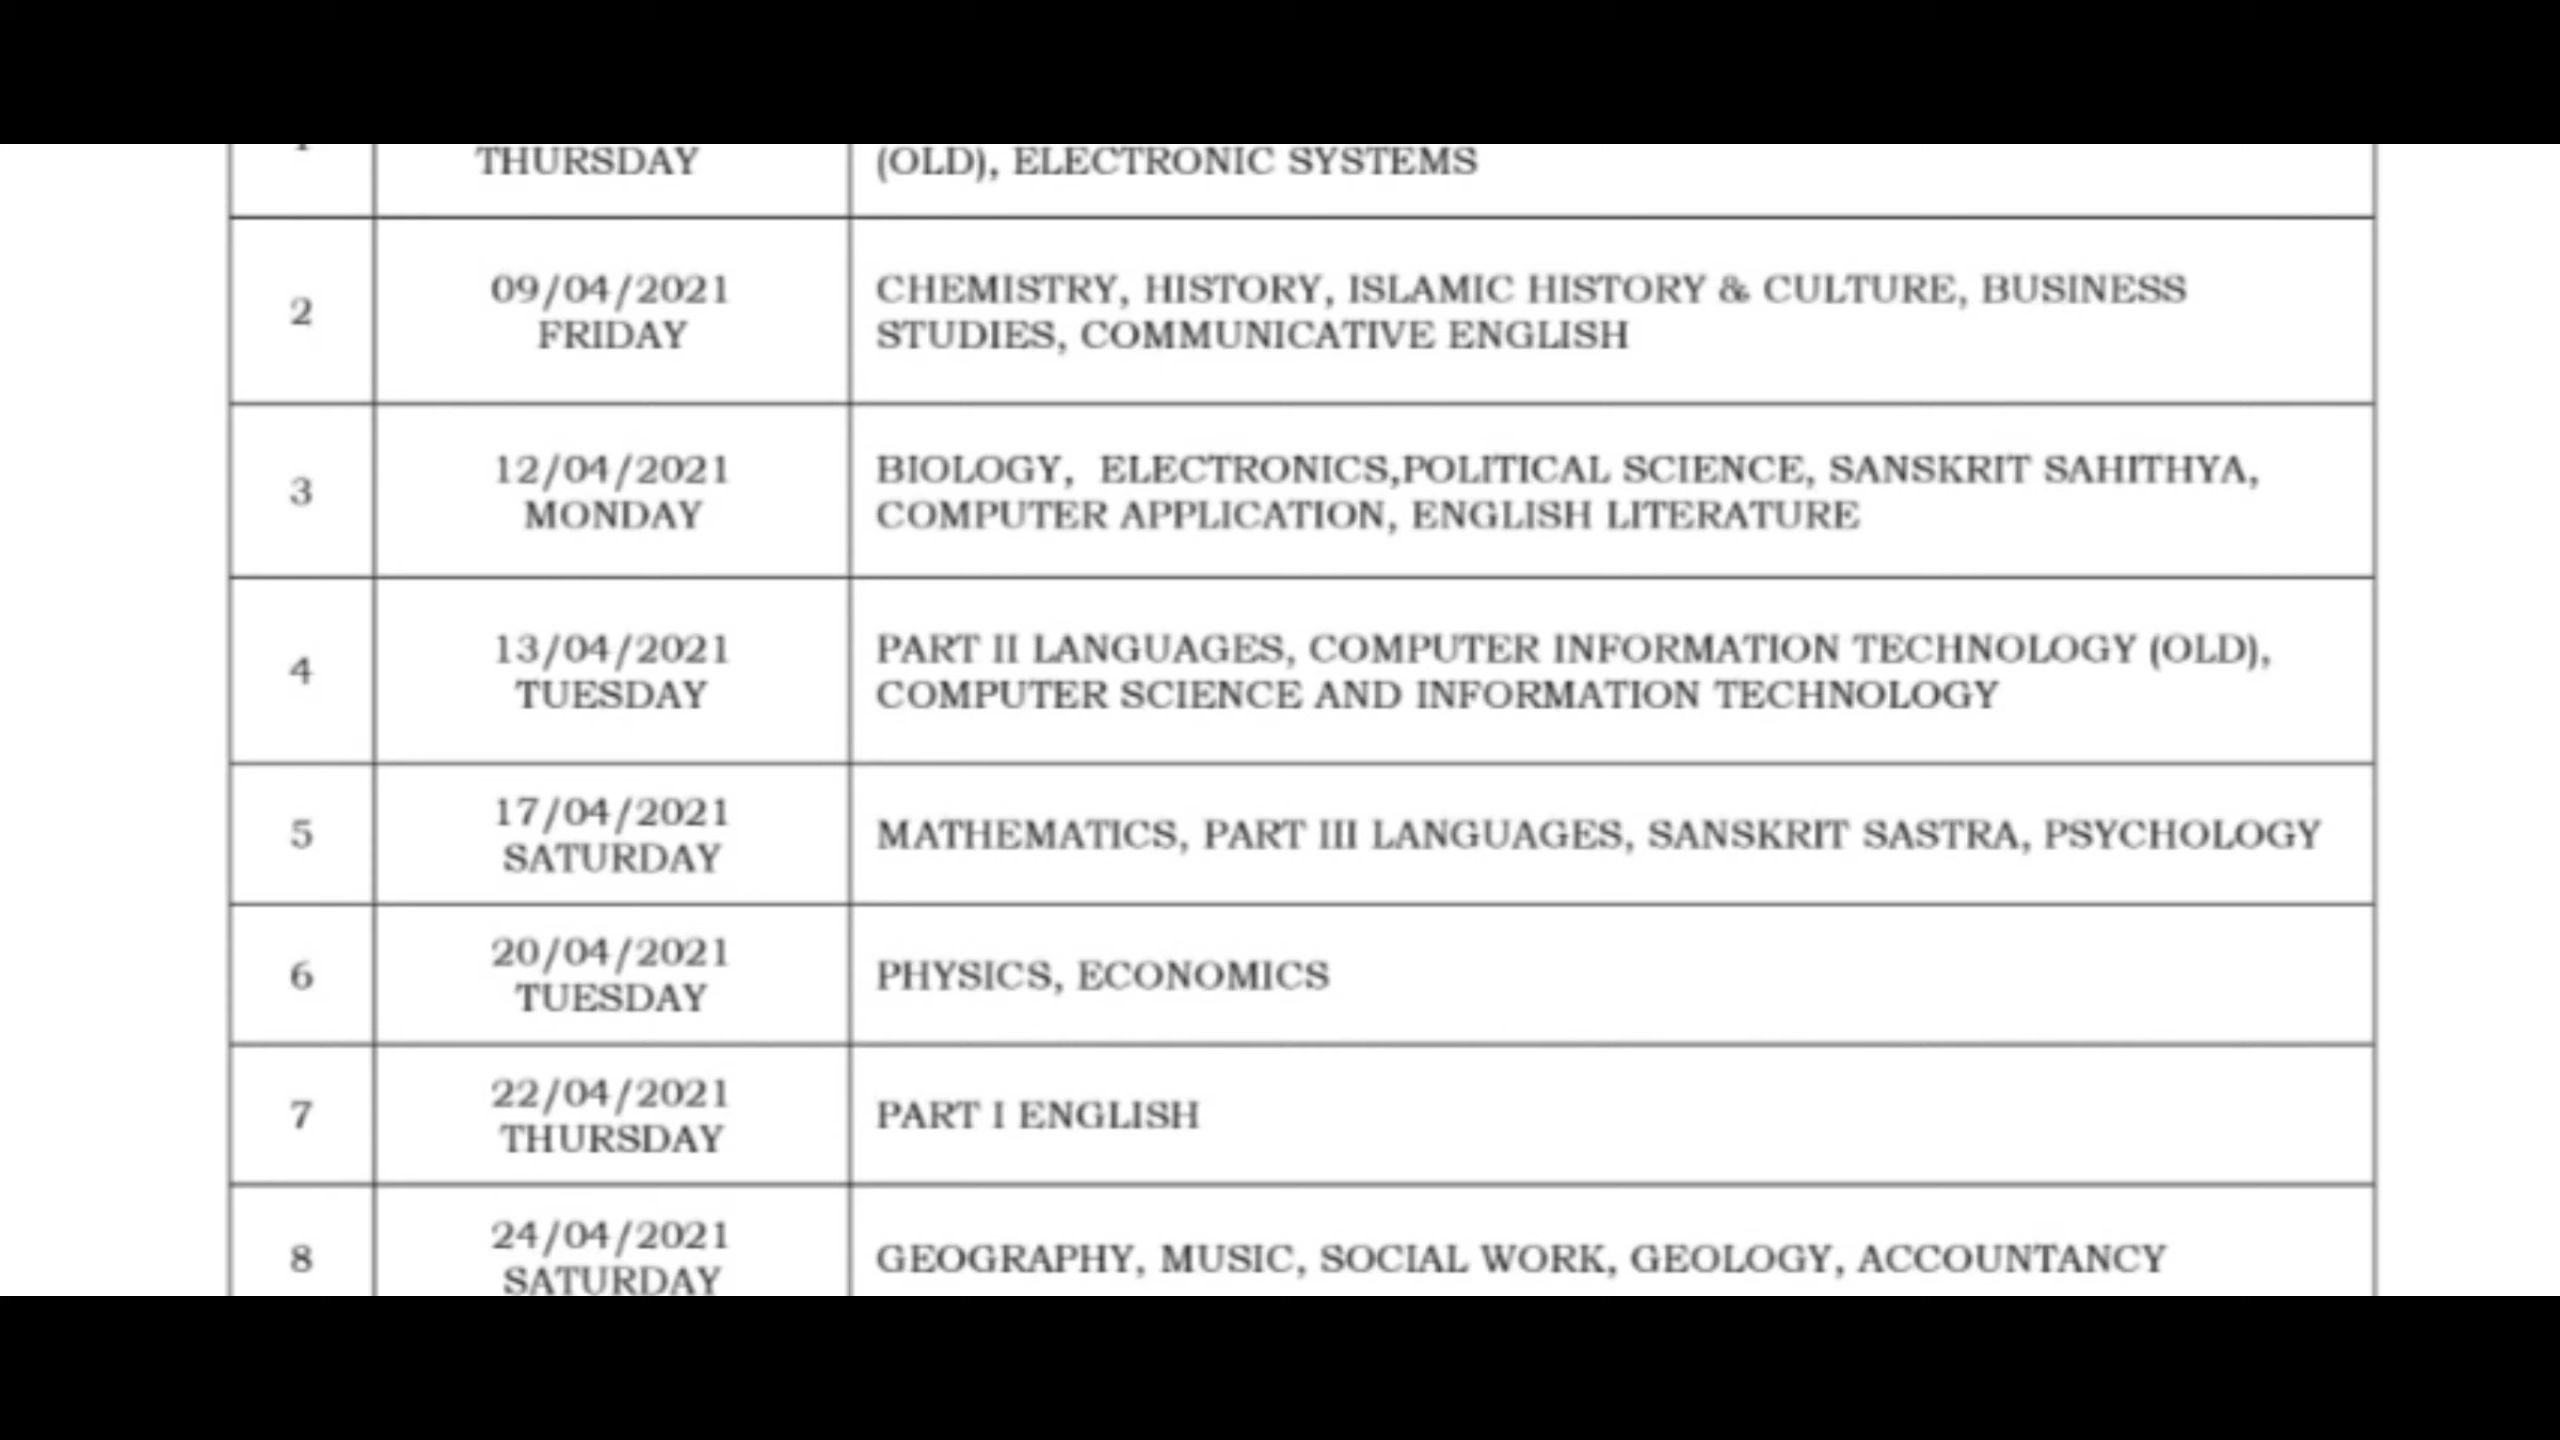 THURSDAY (OLD), ELECTRONIC SYSTEMS
2 09/04/2021 FRIDAY CHEMISTRY, HISTORY, ISLAMIC HISTORY & CULTURE, BUSINESS
STUDIES, COMMUNICATIVE ENGLISH
3 12/04/2021 MONDAY BIOLOGY, ELECTRONICS,POLITICAL SCIENCE, SANSKRIT SAHITHYA,
COMPUTER APPLICATION, ENGLISH LITERATURE
4 13/04/2021 TUESDAY PART II LANGUAGES, COMPUTER INFORMATION TECHNOLOGY (OLD),
COMPUTER SCIENCE AND INFORMATION TECHNOLOGY
5 17/04/2021 SATURDAY MATHEMATICS, PART III LANGUAGES, SANSKRIT SASTRA, PSYCHOLOGY
6 20/04/2021 TUESDAY PHYSICS, ECONOMICS
7 22/04/2021 THURSDAY PART I ENGLISH
8 24/04/2021 SATURDAY GEOGRAPHY, MUSIC, SOCIAL WORK, GEOLOGY, ACCOUNTANCY